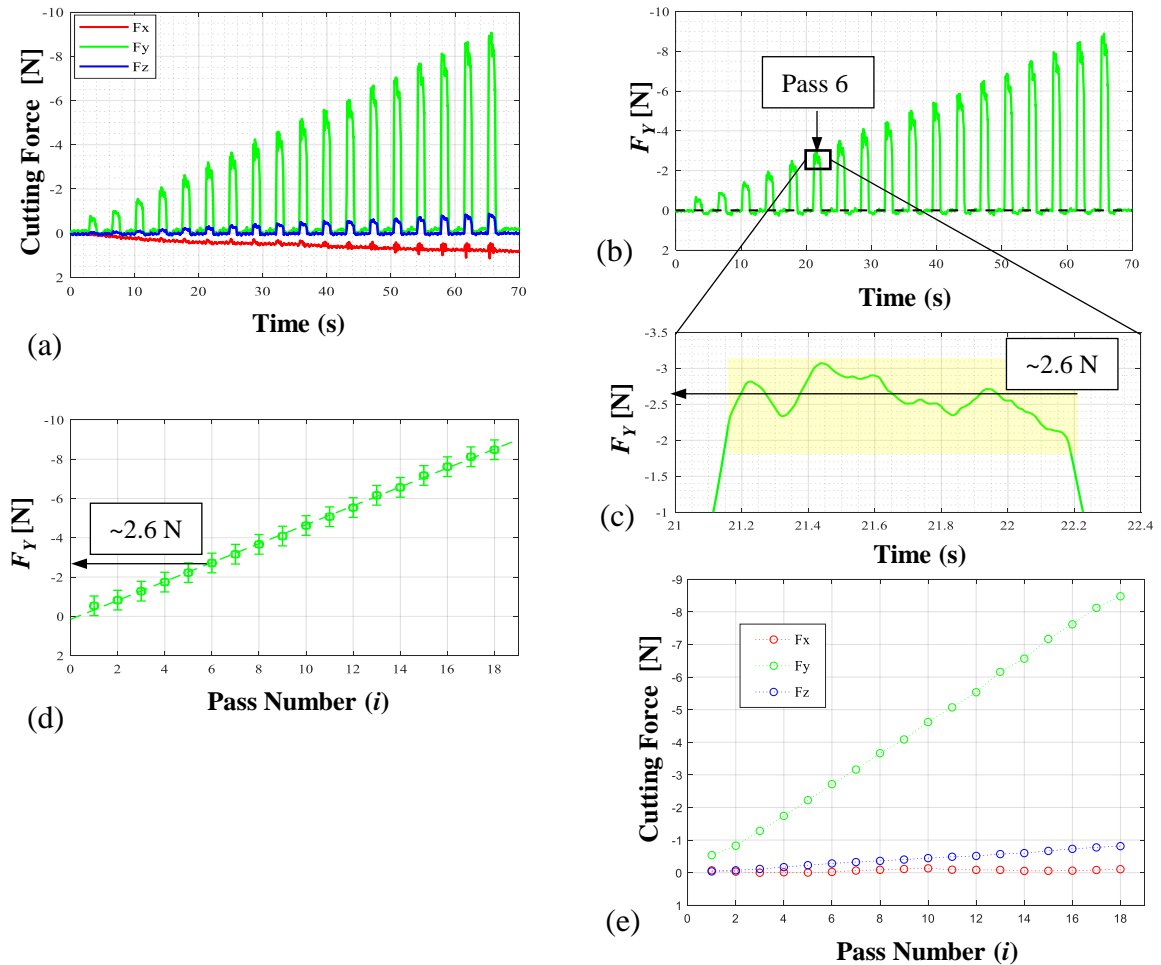 -10
-8
-6
-4
-2
0
2
Cutting Force [N]
Fx
Fy
Fz
0 10 20 30 40 50 60 70
Time (s)
(a)
-10
-8
-6
-4
-2
0
2
F_Y [N]
Pass 6
0 10 20 30 40 50 60 70
Time (s)
(b)
-3.5
-3
-2.5
-2
-1.5
-1
F_Y [N]
~2.6 N
21 21.2 21.4 21.6 21.8 22 22.2 22.4
Time (s)
(c)
-10
-8
-6
-4
-2
0
2
F_Y [N]
~2.6 N
0 2 4 6 8 10 12 14 16 18
Pass Number (i)
(d)
-9
-8
-7
-6
-5
-4
-3
-2
-1
0
1
Cutting Force [N]
Fx
Fy
Fz
0 2 4 6 8 10 12 14 16 18
Pass Number (i)
(e)